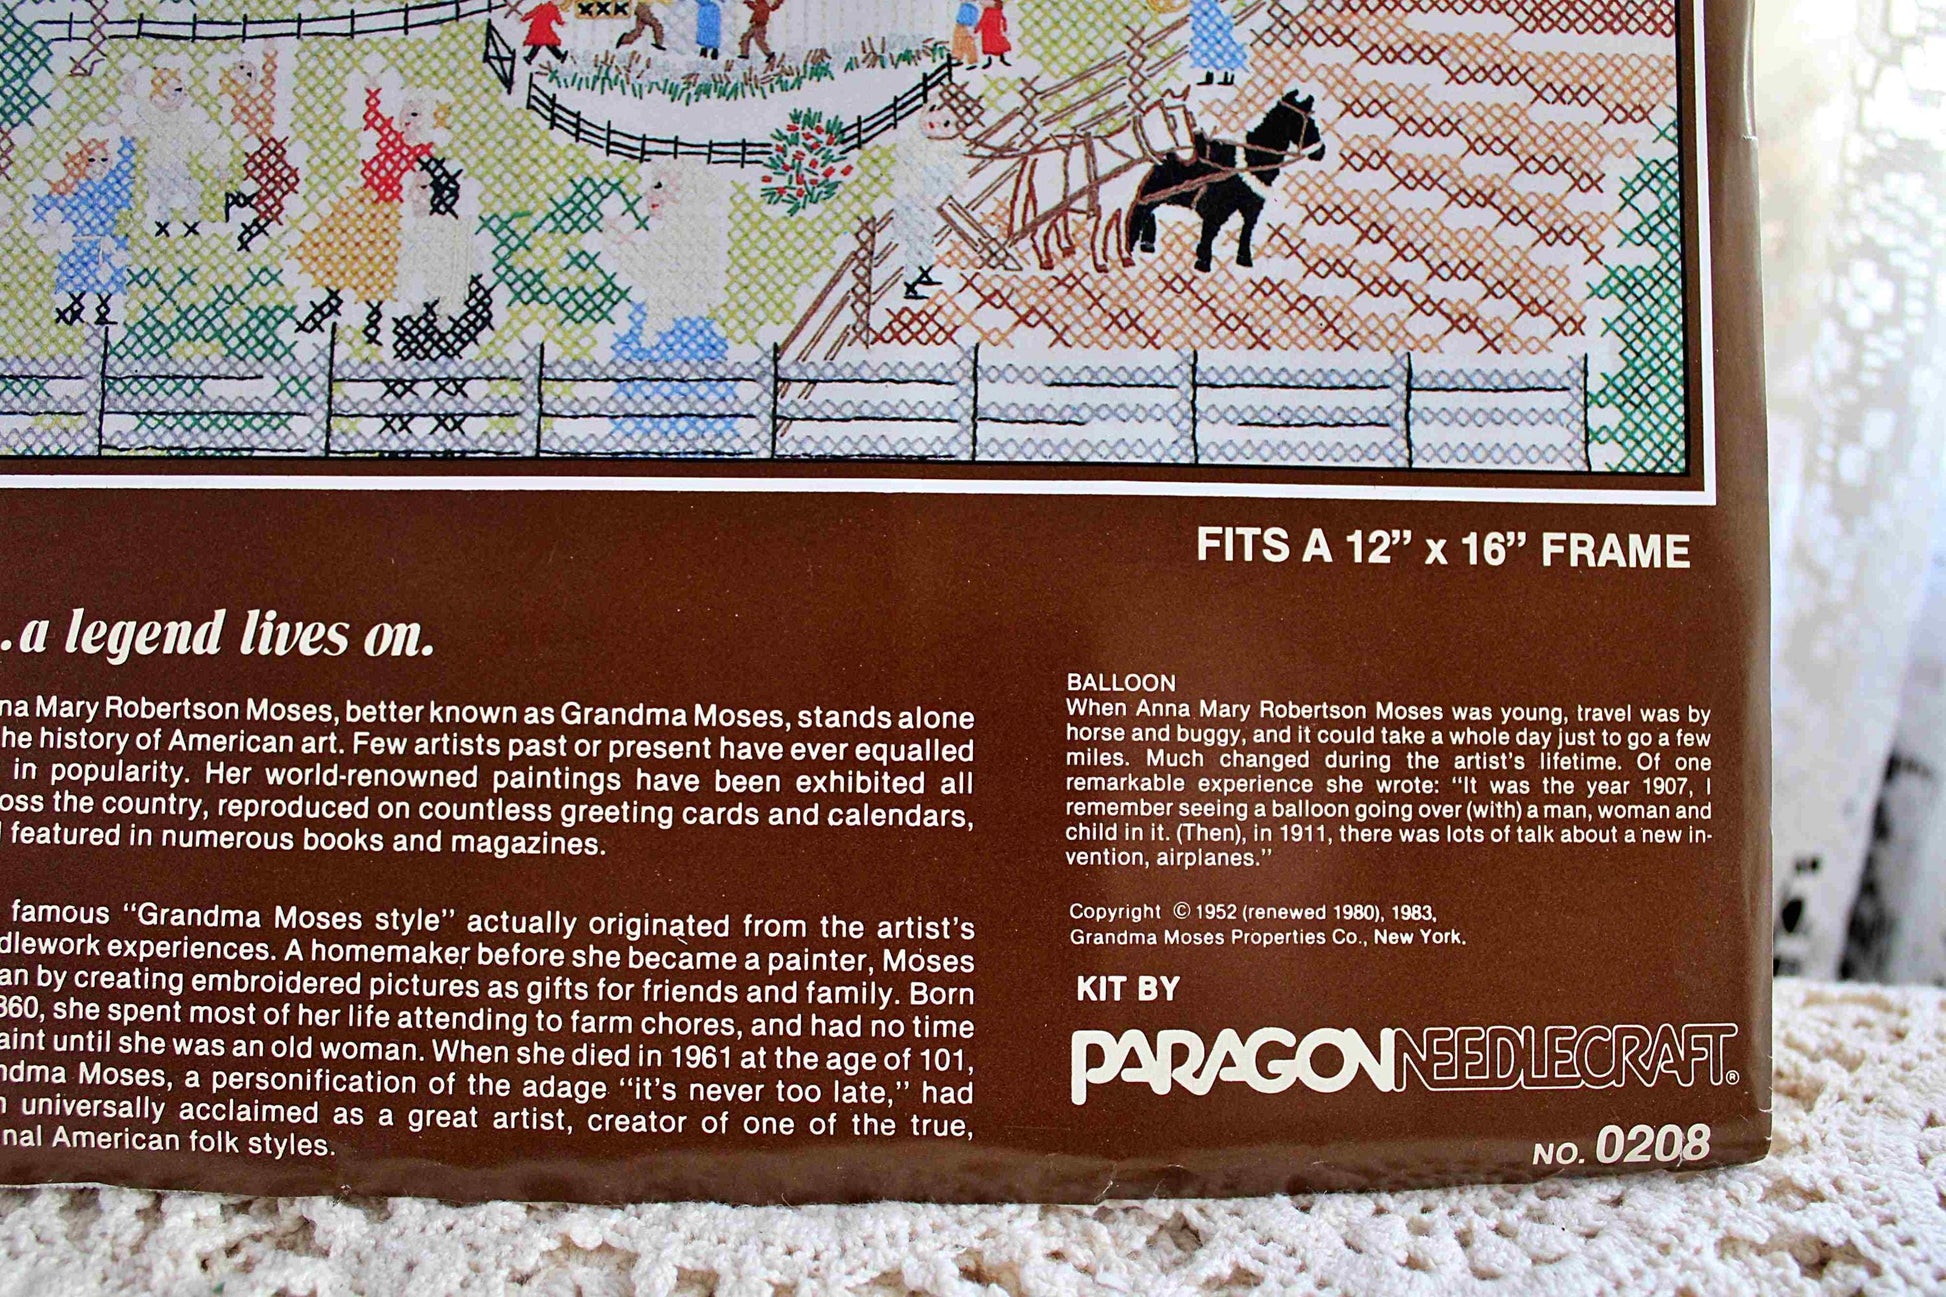 FITS A 12” x 16” FRAME
. a legend lives on.
na Mary Robertson Moses, better known as Grandma Moses, stands alone
he history of American art. Few artists past or present have ever equalled
in popularity. Her world-renowned paintings have been exhibited all
oss the country, reproduced on countless greeting cards and calendars,
featured in numerous books and magazines.
famous “Grandma Moses style” actually originated from the artist’s
dlework experiences. A homemaker before she became a painter, Moses
an by creating embroidered pictures as gifts for friends and family. Born
860, she spent most of her life attending to farm chores, and had no time
aint until she was an old woman. When she died in 1961 at the age of 101,
ndma Moses, a personification of the adage “it’s never too late,” had
n universally acclaimed as a great artist, creator of one of the true,
nal American folk styles.
BALLOON
When Anna Mary Robertson Moses was young, travel was by
horse and buggy, and it could take a whole day just to go a few
miles. Much changed during the artist’s lifetime. Of one
remarkable experience she wrote: “It was the year 1907, I
remember seeing a balloon going over (with) a man, woman and
child in it. (Then), in 1911, there was lots of talk about a new in-
vention, airplanes.”
Copyright © 1952 (renewed 1980), 1983,
Grandma Moses Properties Co., New York.
KIT BY
PARAGON NEEDLECRAFT®
NO. 0208